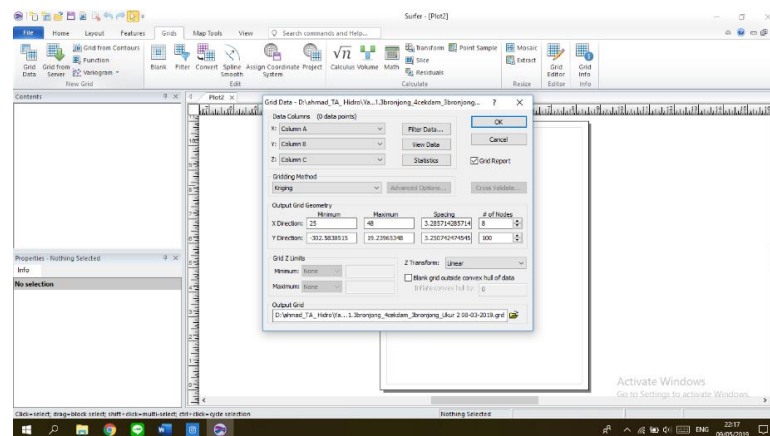 Surfer - [Plot2]
File Home Layout Features Grids Map Tools View Search commands and Help...
Grid Data
Grid from Server
Grid from Contours
Function
Variogram
New Grid
Blank Filter Convert Spline Smooth Assign Coordinate System Project
Edit
Calculus Volume Math
Transform Point Sample
Slice
Residuals
Calculate
Mosaic
Extract
Resize
Grid Editor
Editor
Grid Info
Info
Contents
Plot2
Grid Data - D:\ahmad_TA_Hidro\Ya...1.3bronjong_4cekdam_3bronjong... ? X
Data Columns (0 data points)
X: Column A Filter Data... OK
Y: Column B View Data Cancel
Z: Column C Statistics Grid Report
Gridding Method
Kriging Advanced Options... Cross Validate...
Output Grid Geometry
Minimum Maximum Spacing # of Nodes
X Direction: 25 48 3.285714285714 8
Y Direction: -302.5838515 19.23965348 3.250742474545 100
Grid Z Limits
Minimum: None
Maximum: None
Z Transform: Linear
Blank grid outside convex hull of data
Inflate convex hull by: 0
Output Grid
D:\ahmad_TA_Hidro\Ya...1.3bronjong_4cekdam_3bronjong_Ukur 2 08-03-2019.grd
Properties - Nothing Selected
Info
No selection
Activate Windows
Go to Settings to activate Windows.
Click=select; drag=block select; shift+click=multi-select; ctrl+click=cycle selection
Nothing Selected
ENG
22:17
09/05/2019